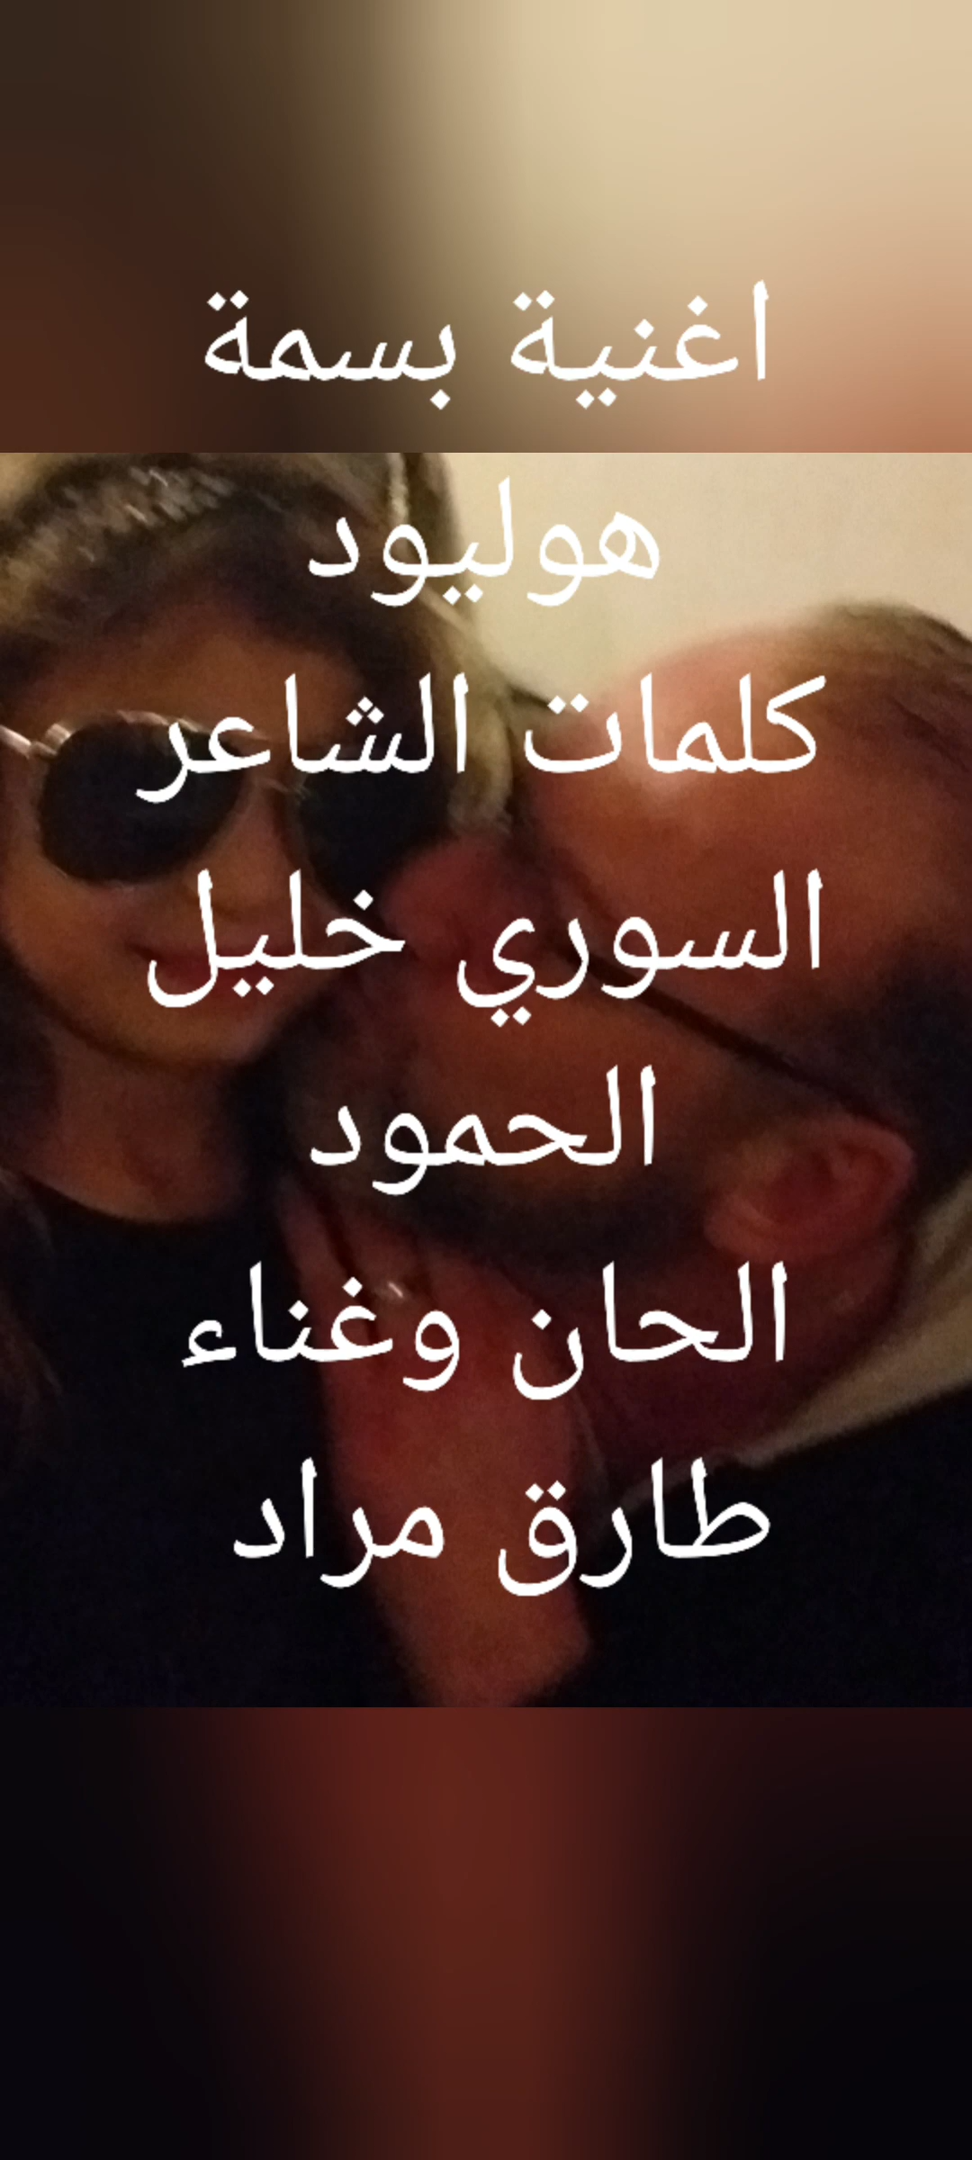 اغنية بسمة
هوليود
كلمات الشاعر
السوري خليل
الحمود
الحان وغناء
طارق مراد